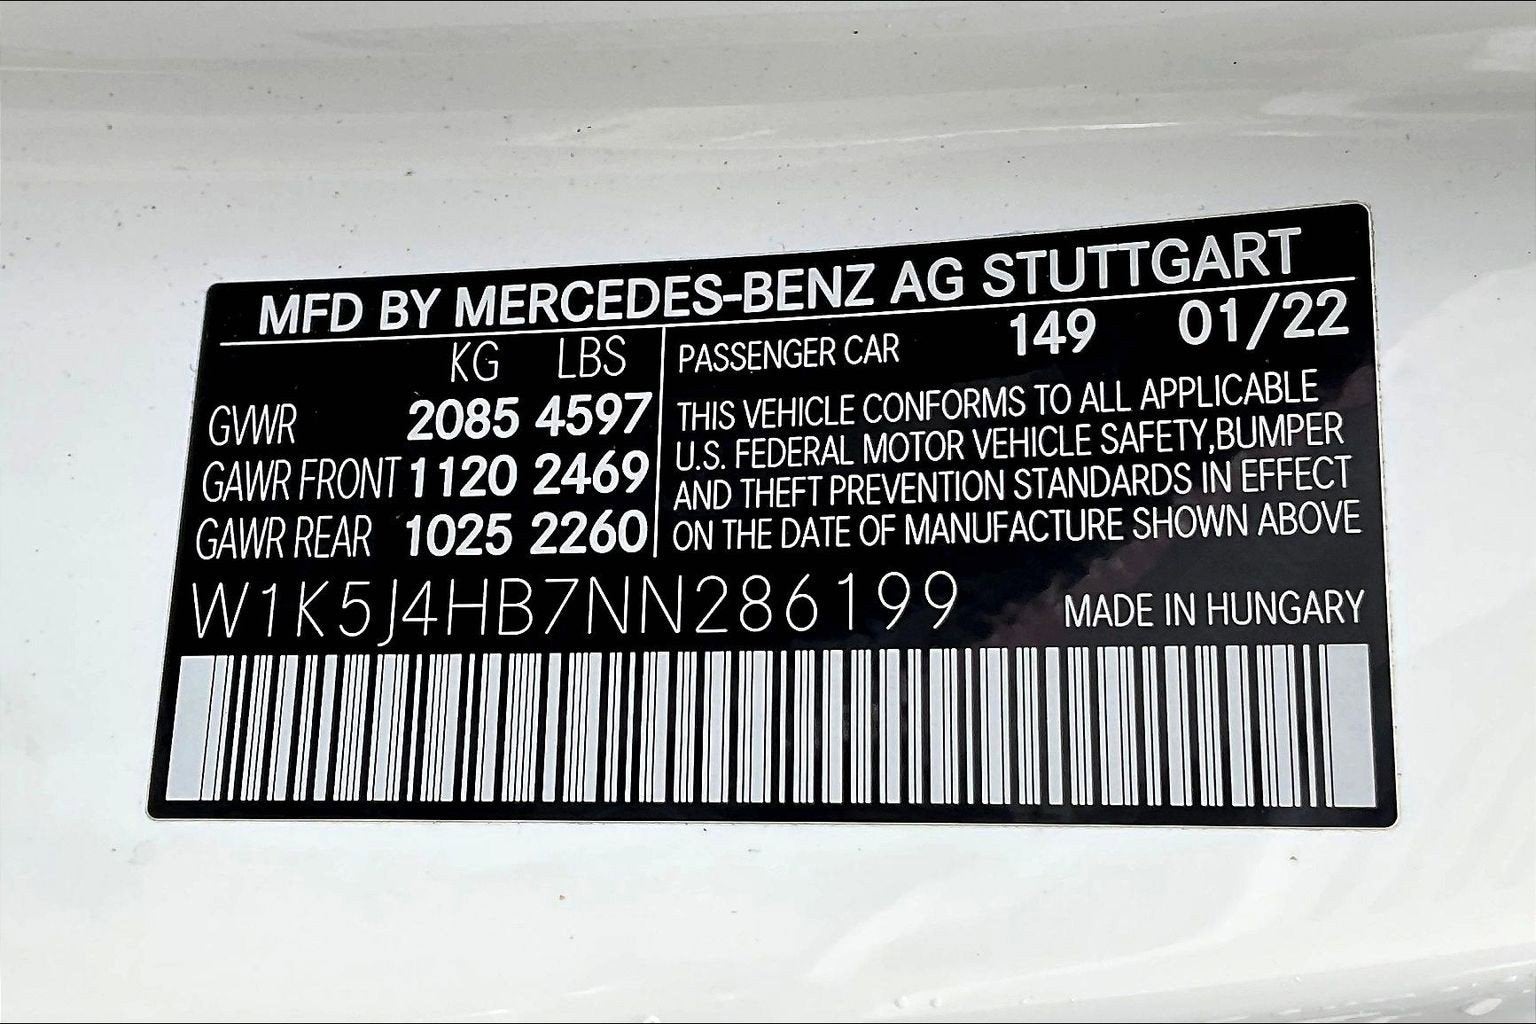 MFD BY MERCEDES-BENZ AG STUTTGART
KG LBS
GVWR 2085 4597
GAWR FRONT 1120 2469
GAWR REAR 1025 2260
PASSENGER CAR 149 01/22
THIS VEHICLE CONFORMS TO ALL APPLICABLE
U.S. FEDERAL MOTOR VEHICLE SAFETY,BUMPER
AND THEFT PREVENTION STANDARDS IN EFFECT
ON THE DATE OF MANUFACTURE SHOWN ABOVE
W1K5J4HB7NN286199
MADE IN HUNGARY